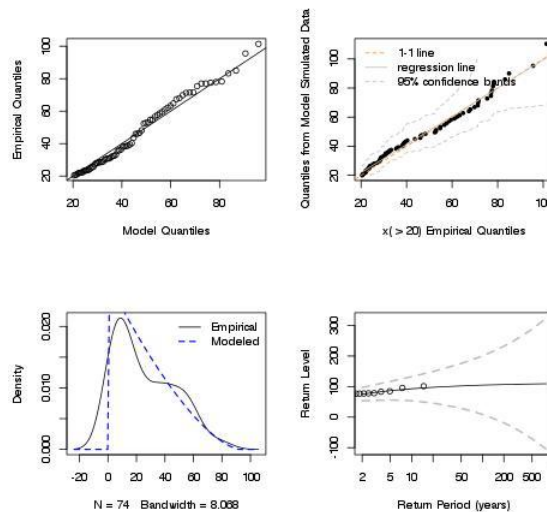 Empirical Quantiles
100
80
60
40
20
20 40 60 80
Model Quantiles
Quantiles from Model Simulated Data
100
80
60
40
20
1-1 line
regression line
95% confidence bands
20 40 60 80 100
x( > 20) Empirical Quantiles
Density
0.020
0.010
0.000
Empirical
Modeled
-20 0 20 40 60 80 100
N = 74 Bandwidth = 8.068
Return Level
300
200
100
0
-100
2 5 10 50 200 500
Return Period (years)